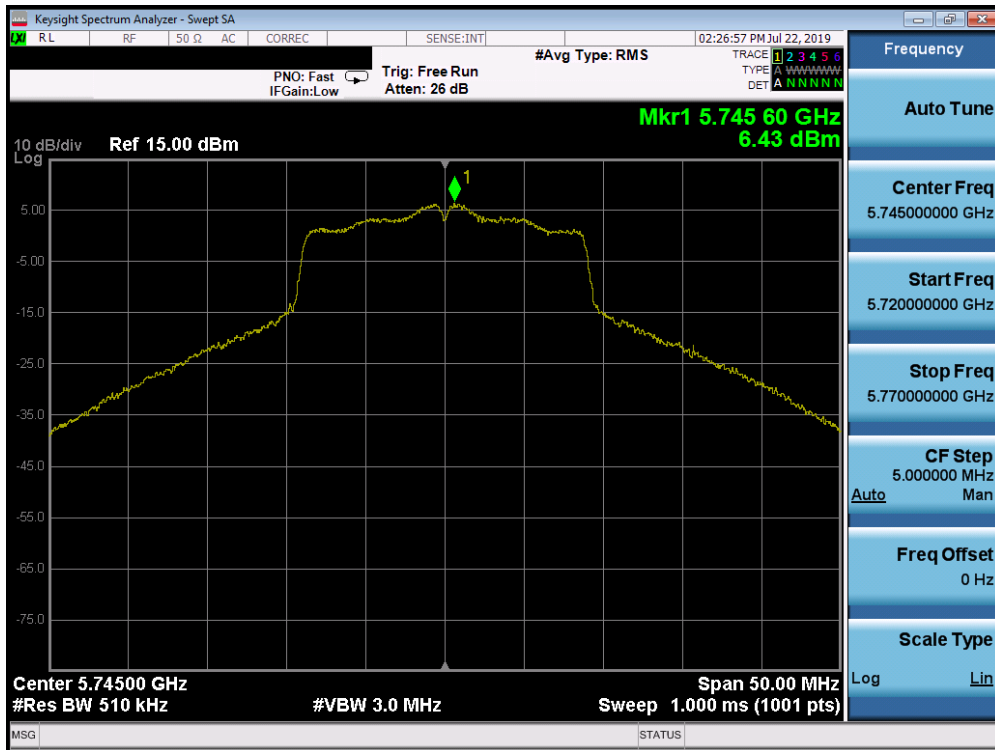 Keysight Spectrum Analyzer - Swept SA
LXI RL RF 50 Ω AC CORREC SENSE:INT 02:26:57 PM Jul 22, 2019
#Avg Type: RMS
TRACE 1 2 3 4 5 6
TYPE A WWWWW
DET A N N N N N
PNO: Fast
IFGain:Low
Trig: Free Run
Atten: 26 dB
Mkr1 5.745 60 GHz
6.43 dBm
10 dB/div
Log
Ref 15.00 dBm
1
5.00
-5.00
-15.0
-25.0
-35.0
-45.0
-55.0
-65.0
-75.0
Center 5.74500 GHz
Span 50.00 MHz
#Res BW 510 kHz
#VBW 3.0 MHz
Sweep 1.000 ms (1001 pts)
MSG
STATUS
Frequency
Auto Tune
Center Freq
5.745000000 GHz
Start Freq
5.720000000 GHz
Stop Freq
5.770000000 GHz
CF Step
5.000000 MHz
Auto Man
Freq Offset
0 Hz
Scale Type
Log Lin